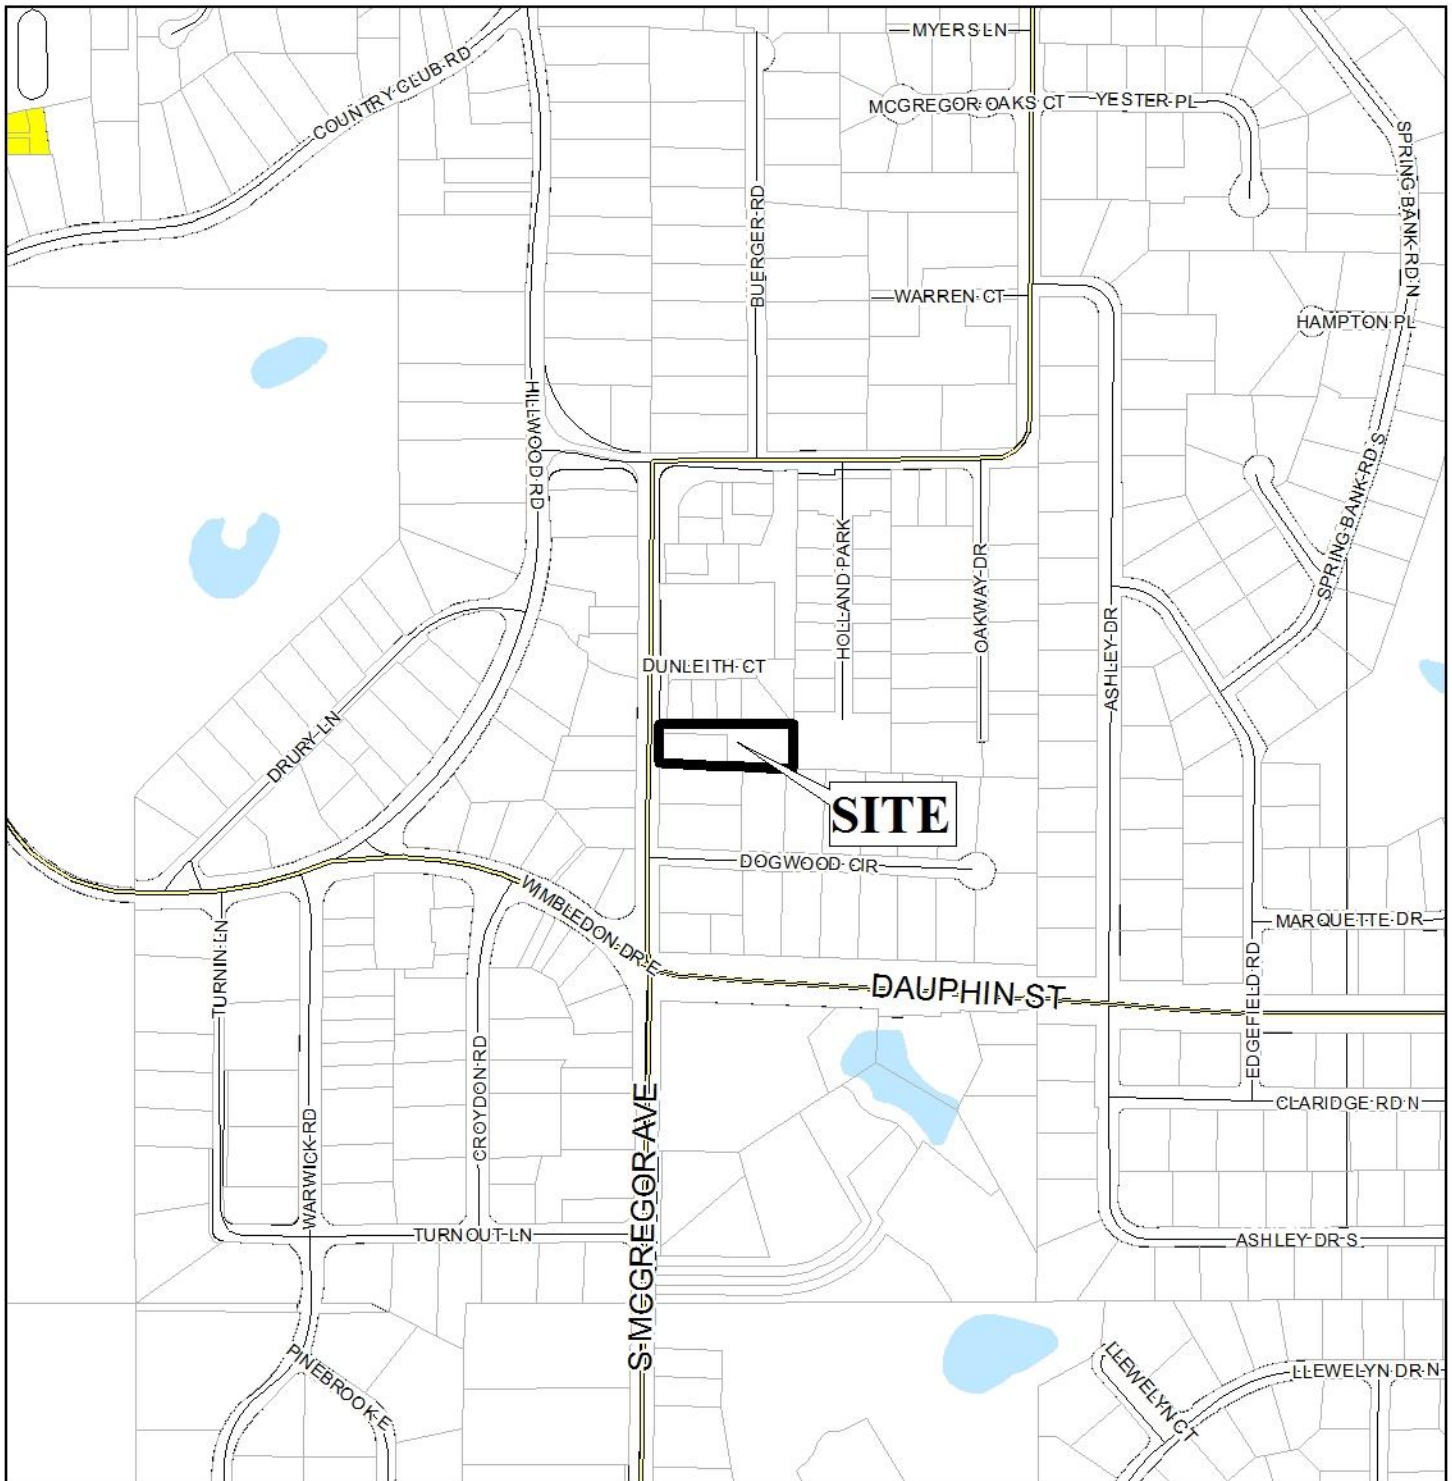 MYERS LN
COUNTRY CLUB RD
MCGREGOR OAKS CT
YESTER PL
SPRING BANK RD N
BUERGER RD
WARREN CT
HAMPTON PL
HILLWOOD RD
SPRING BANK RD S
HOLLAND PARK
OAKWAY DR
ASHLEY DR
DUNLEITH CT
DRURY LN
SITE
DOGWOOD CIR
WIMBLEDON DR E
MARQUETTE DR
TURNIN LN
DAUPHIN ST
EDGEFIELD RD
CROYDON RD
WARWICK RD
S MCGREGOR AVE
CLARIDGE RD N
TURNOUT LN
ASHLEY DR S
PINEBROOK E
LLEWELYN CT
LLEWELYN DR N